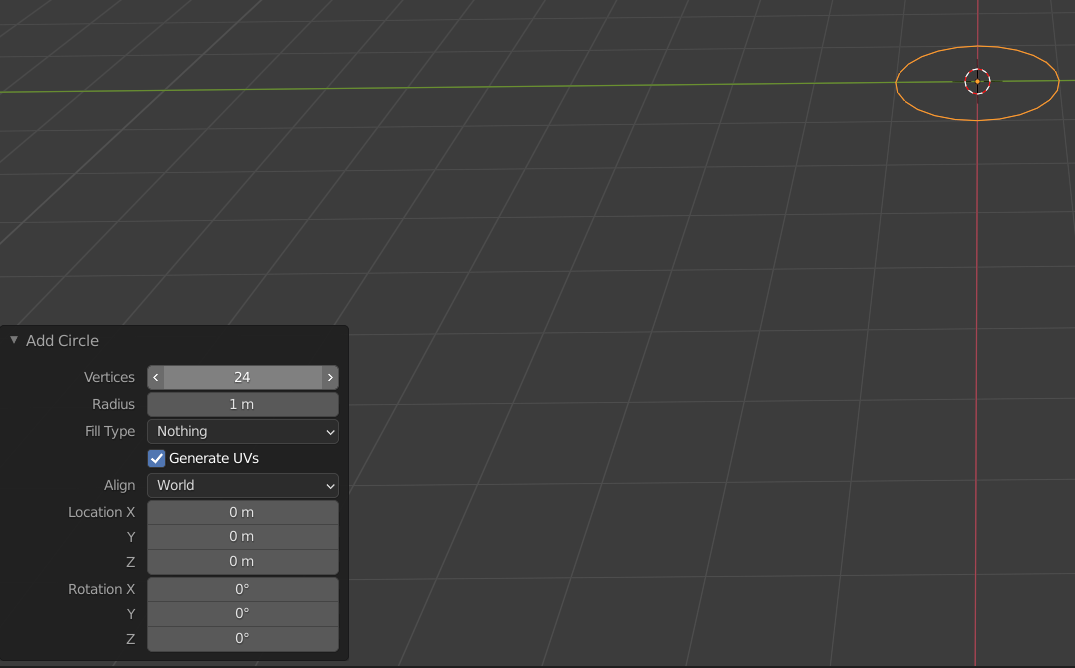 Add Circle
Vertices 24
Radius 1 m
Fill Type Nothing
Generate UVs
Align World
Location X 0 m
Y 0 m
Z 0 m
Rotation X 0°
Y 0°
Z 0°